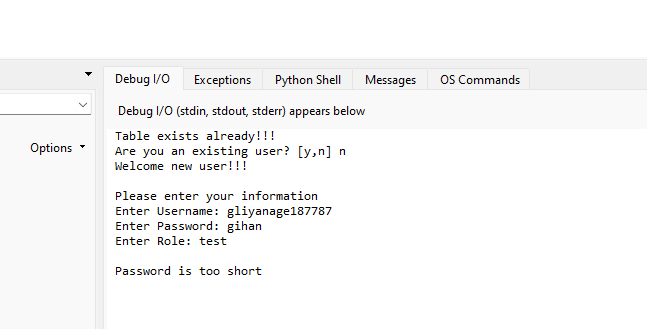 Debug I/O Exceptions Python Shell Messages OS Commands
Debug I/O (stdin, stdout, stderr) appears below
Options
Table exists already!!!
Are you an existing user? [y,n] n
Welcome new user!!!
Please enter your information
Enter Username: gliyanage187787
Enter Password: gihan
Enter Role: test
Password is too short